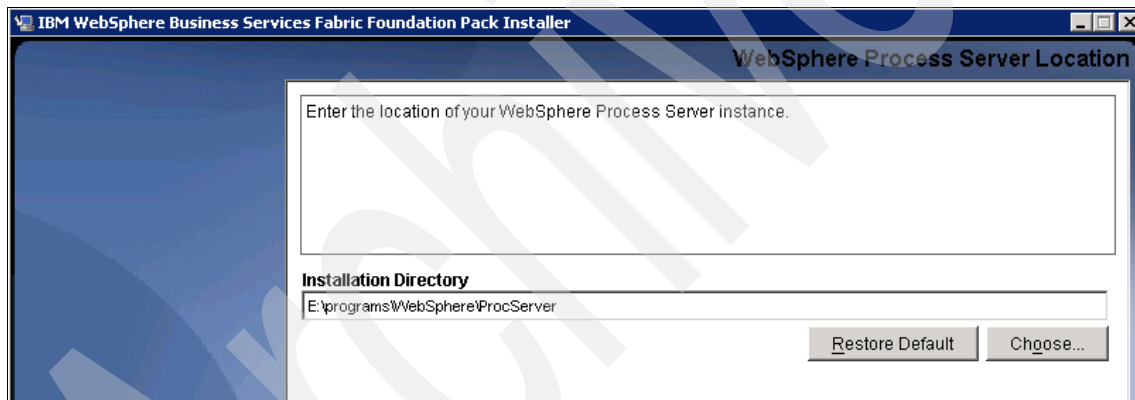 IBM WebSphere Business Services Fabric Foundation Pack Installer
WebSphere Process Server Location
Enter the location of your WebSphere Process Server instance.
Installation Directory
E:\programs\WebSphere\ProcServer
Restore Default
Choose...